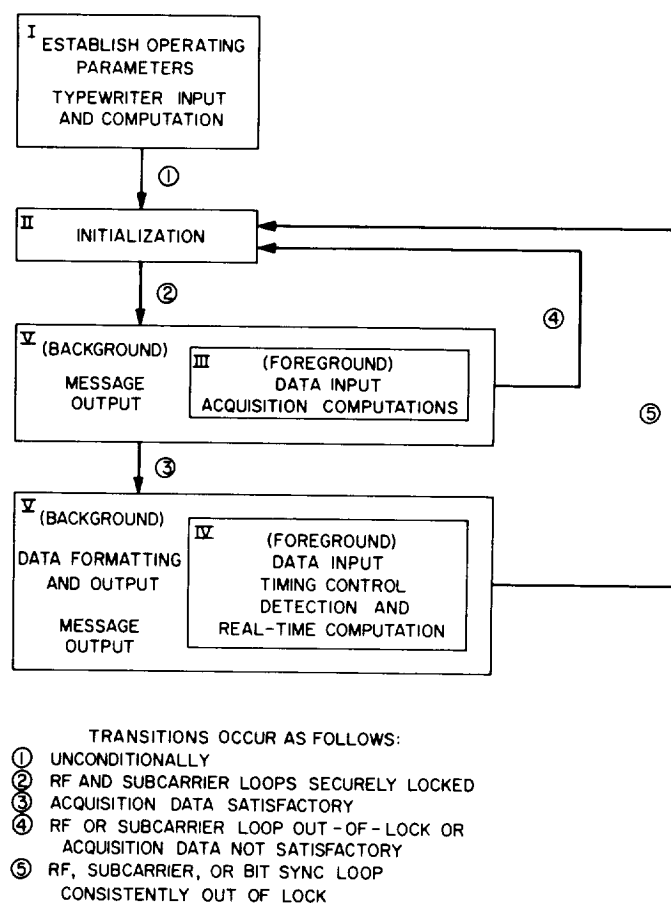 I
ESTABLISH OPERATING
PARAMETERS
TYPEWRITER INPUT
AND COMPUTATION
①
II
INITIALIZATION
②
④
V
(BACKGROUND)
MESSAGE
OUTPUT
III
(FOREGROUND)
DATA INPUT
ACQUISITION COMPUTATIONS
⑤
③
V
(BACKGROUND)
DATA FORMATTING
AND OUTPUT
MESSAGE
OUTPUT
IV
(FOREGROUND)
DATA INPUT
TIMING CONTROL
DETECTION AND
REAL-TIME COMPUTATION
TRANSITIONS OCCUR AS FOLLOWS:
① UNCONDITIONALLY
② RF AND SUBCARRIER LOOPS SECURELY LOCKED
③ ACQUISITION DATA SATISFACTORY
④ RF OR SUBCARRIER LOOP OUT-OF-LOCK OR
ACQUISITION DATA NOT SATISFACTORY
⑤ RF, SUBCARRIER, OR BIT SYNC LOOP
CONSISTENTLY OUT OF LOCK